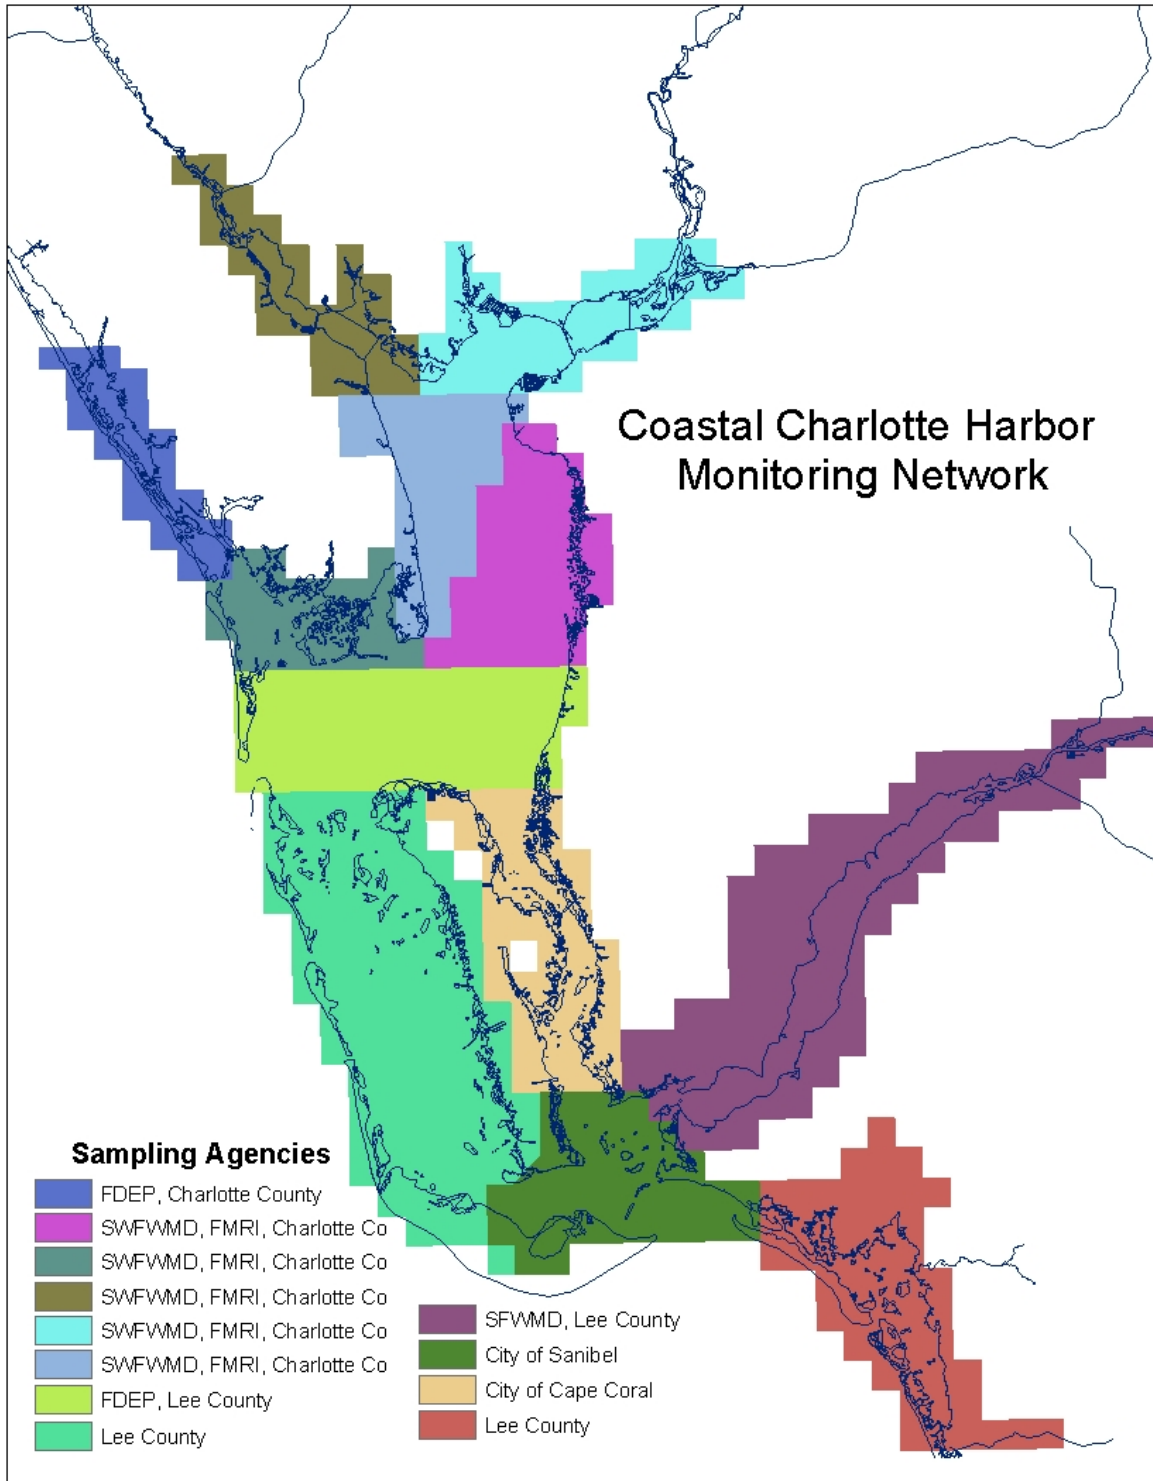 Coastal Charlotte Harbor
Monitoring Network
Sampling Agencies
FDEP, Charlotte County
SWFWMD, FMRI, Charlotte Co
SWFWMD, FMRI, Charlotte Co
SWFWMD, FMRI, Charlotte Co
SWFWMD, FMRI, Charlotte Co
SWFWMD, FMRI, Charlotte Co
FDEP, Lee County
Lee County
SFWMD, Lee County
City of Sanibel
City of Cape Coral
Lee County